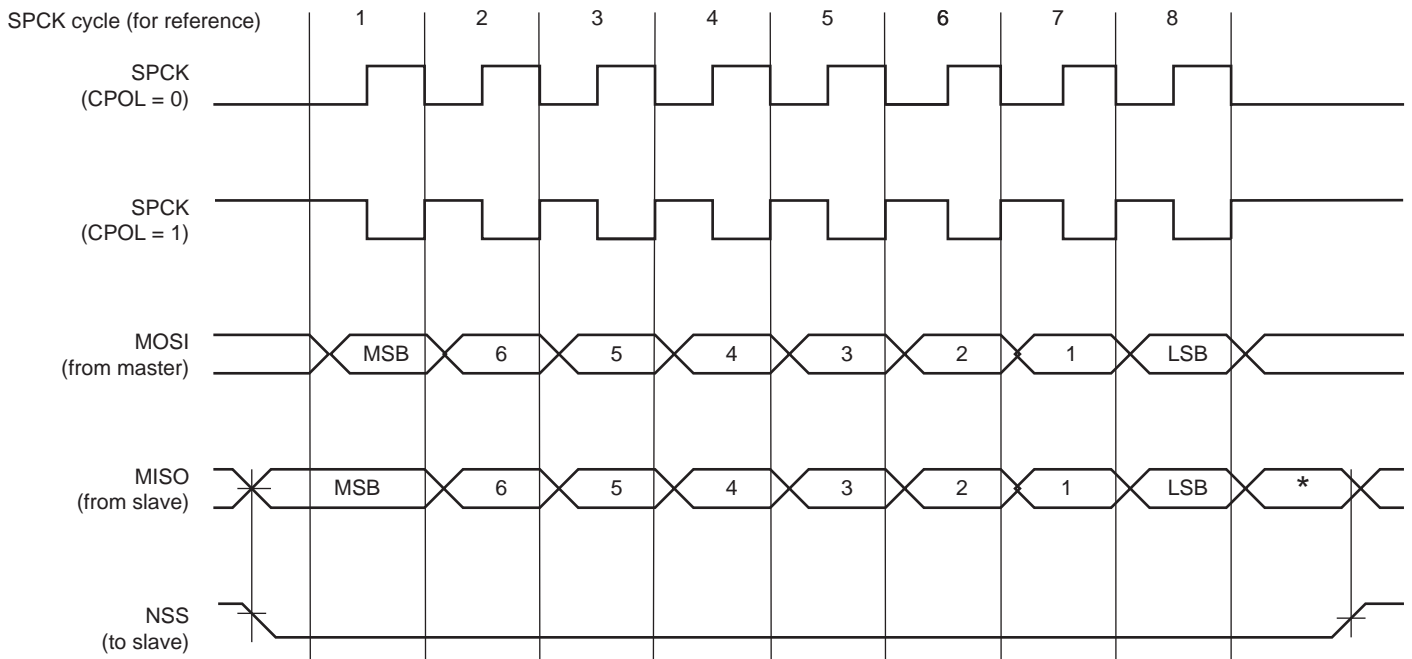 SPCK cycle (for reference) 1 2 3 4 5 6 7 8
SPCK
(CPOL = 0)
SPCK
(CPOL = 1)
MOSI
(from master)
MSB 6 5 4 3 2 1 LSB
MISO
(from slave)
MSB 6 5 4 3 2 1 LSB *
NSS
(to slave)